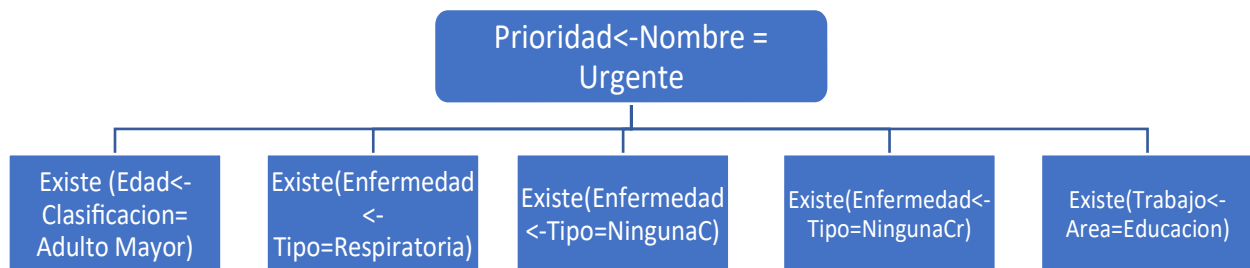 Prioridad<-Nombre =
Urgente
Existe (Edad<-
Clasificacion=
Adulto Mayor)
Existe(Enfermedad
<-
Tipo=Respiratoria)
Existe(Enfermedad
<-Tipo=NingunaC)
Existe(Enfermedad<-
Tipo=NingunaCr)
Existe(Trabajo<-
Area=Educacion)